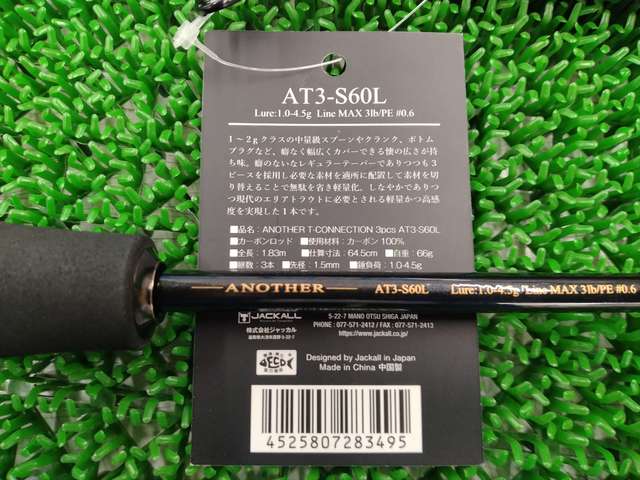 AT3-S60L
Lure:1.0-4.5g Line MAX 3lb/PE #0.6
1～2gクラスの中量級スプーンやクランク、ボトム
プラグなど、癖なく幅広くカバーできる懐の広さが持
ち味。癖のないなレギュラーテーパーでありつつも3
ピースを採用し必要な素材を適所に配置して素材を切
り替えることで無駄を省き軽量化。しなやかでありつ
つ現代のエリアトラウトに必要とされる軽量かつ高感
度を実現した1本です。
■品名：ANOTHER T-CONNECTION 3pcs AT3-S60L
■カーボンロッド ■使用材料：カーボン 100%
■全長：1.83m ■仕舞寸法：64.5cm ■自重：66g
■継数：3本 ■先径：1.5mm ■錘負荷：1.0-4.5g
ANOTHER AT3-S60L Lure:1.0-4.5g Line MAX 3lb/PE #0.6
JACKALL
株式会社ジャッカル
5-22-7 MANO OTSU SHIGA JAPAN
PHONE : 077-571-2412 / FAX : 077-571-2413
www.jackall.co.jp/
ECO
Designed by Jackall in Japan
Made in China 中国製
4525807283495